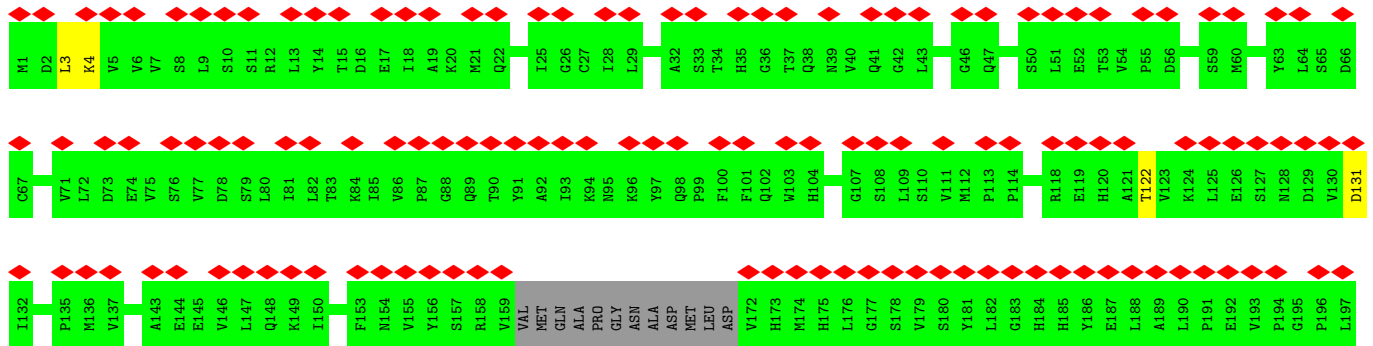 M1 D2 L3 K4 V5 V6 V7 S8 L9 S10 S11 R12 L13 Y14 T15 D16 E17 I18 A19 K20 M21 Q22 I25 G26 C27 I28 L29 A32 S33 T34 H35 G36 T37 Q38 N39 V40 Q41 G42 L43 G46 Q47 S50 L51 E52 T53 V54 P55 D56 S59 M60 Y63 L64 S65 D66
C67 V71 L72 D73 E74 V75 S76 V77 D78 S79 L80 I81 L82 T83 K84 I85 V86 P87 G88 Q89 T90 Y91 A92 I93 K94 N95 K96 Y97 Q98 P99 F100 F101 Q102 W103 H104 G107 S108 L109 S110 V111 M112 P113 P114 R118 E119 H120 A121 T122 V123 K124 L125 E126 S127 N128 D129 V130 D131
I132 P135 M136 V137 A143 E144 E145 V146 L147 Q148 K149 I150 F153 N154 V155 Y156 S157 R158 V159 VAL MET GLN ALA PRO GLY ASN ALA ASP MET LEU ASP V172 H173 M174 H175 L176 G177 S178 V179 S180 Y181 L182 G183 H184 H185 Y186 E187 L188 A189 L190 P191 E192 V193 P194 G195 P196 L197